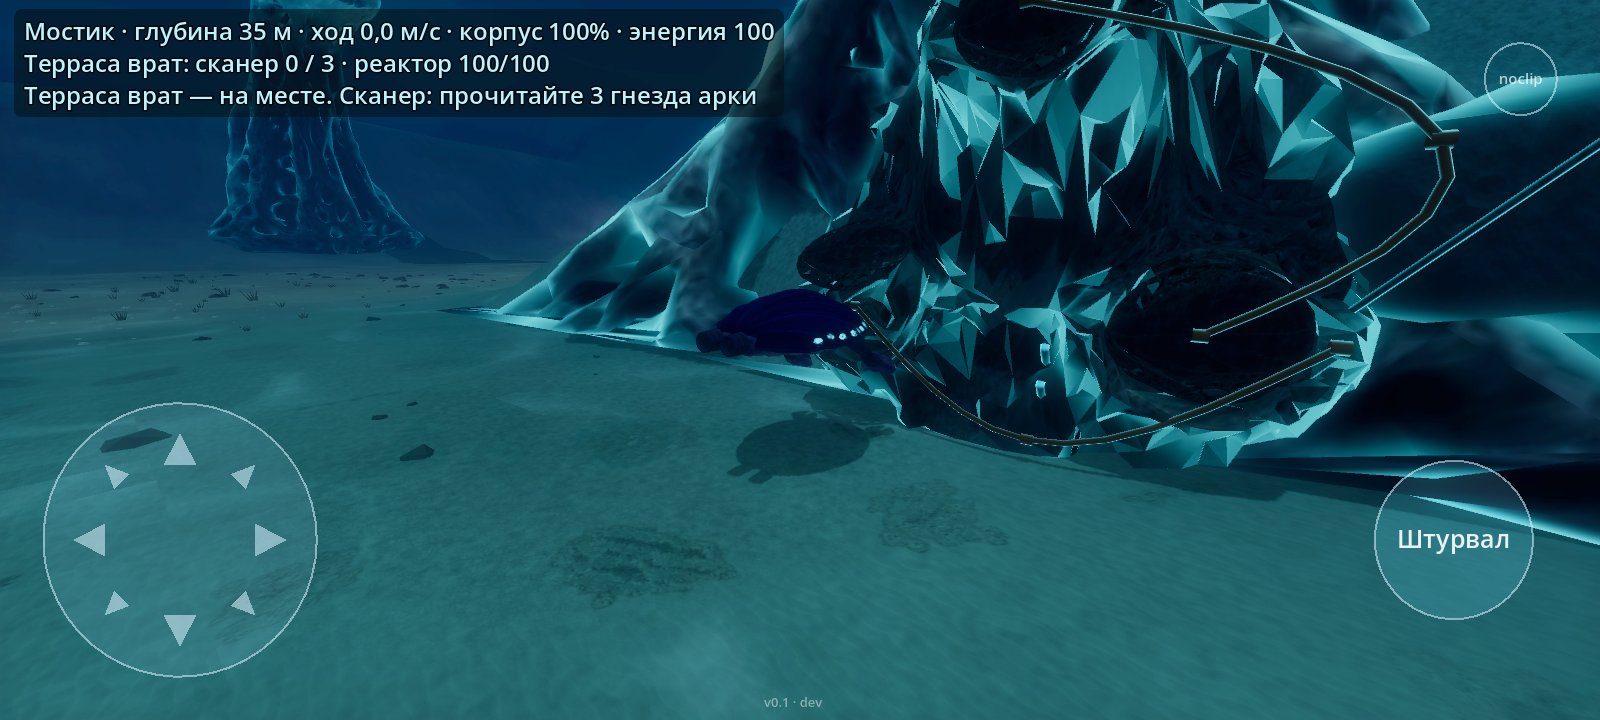 Мостик · глубина 35 м · ход 0,0 м/с · корпус 100% · энергия 100
Терраса врат: сканер 0 / 3 · реактор 100/100
Терраса врат — на месте. Сканер: прочитайте 3 гнезда арки
noclip
Штурвал
v0.1 · dev